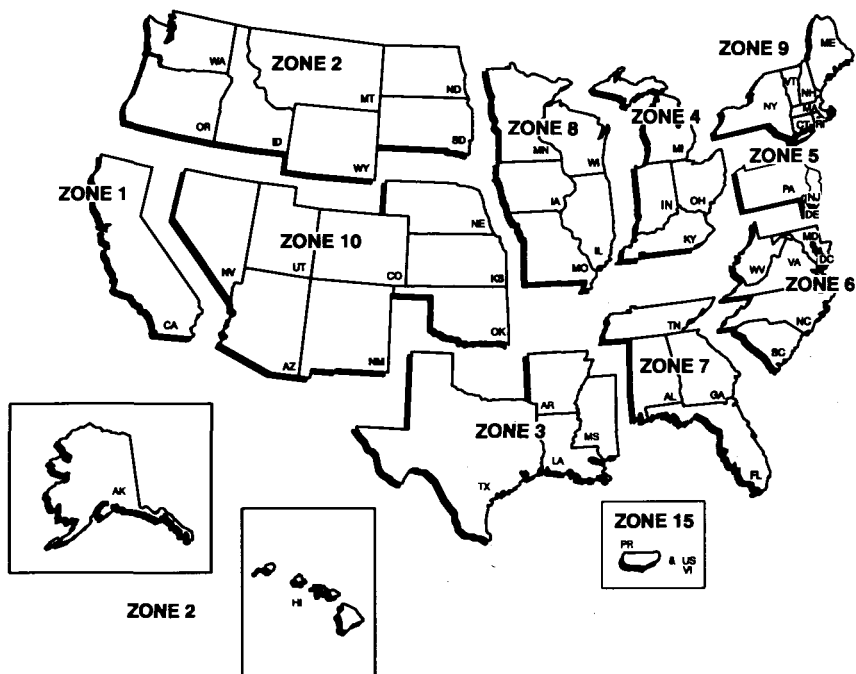 ZONE 9
ME
WA
ZONE 2
MT
ND
VT
NH
NY
MA
CT
RI
OR
ID
WY
SD
ZONE 8
MN
WI
ZONE 4
MI
ZONE 5
PA
NJ
DE
ZONE 1
CA
ZONE 10
NV
UT
CO
NE
KS
AZ
NM
OK
IA
IL
MO
IN
OH
KY
MD
DC
WV
VA
ZONE 6
NC
SC
TN
ZONE 7
AL
GA
FL
AR
ZONE 3
MS
LA
TX
AK
ZONE 2
HI
ZONE 15
PR
& US
VI